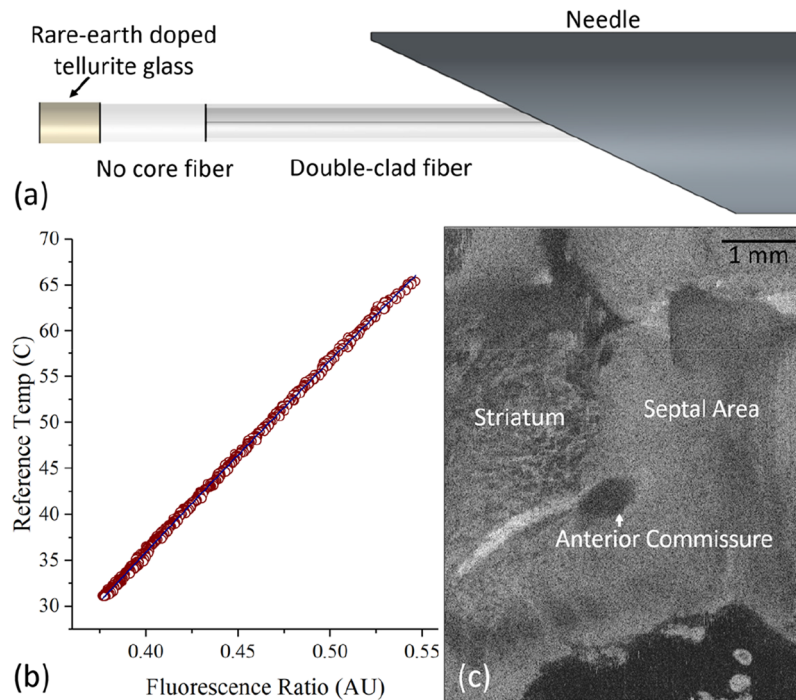 Needle
Rare-earth doped
tellurite glass
No core fiber
Double-clad fiber
(a)
70
65
60
55
50
45
40
35
30
Reference Temp (C)
0.40
0.45
0.50
0.55
Fluorescence Ratio (AU)
(b)
1 mm
Striatum
Septal Area
Anterior Commissure
(c)